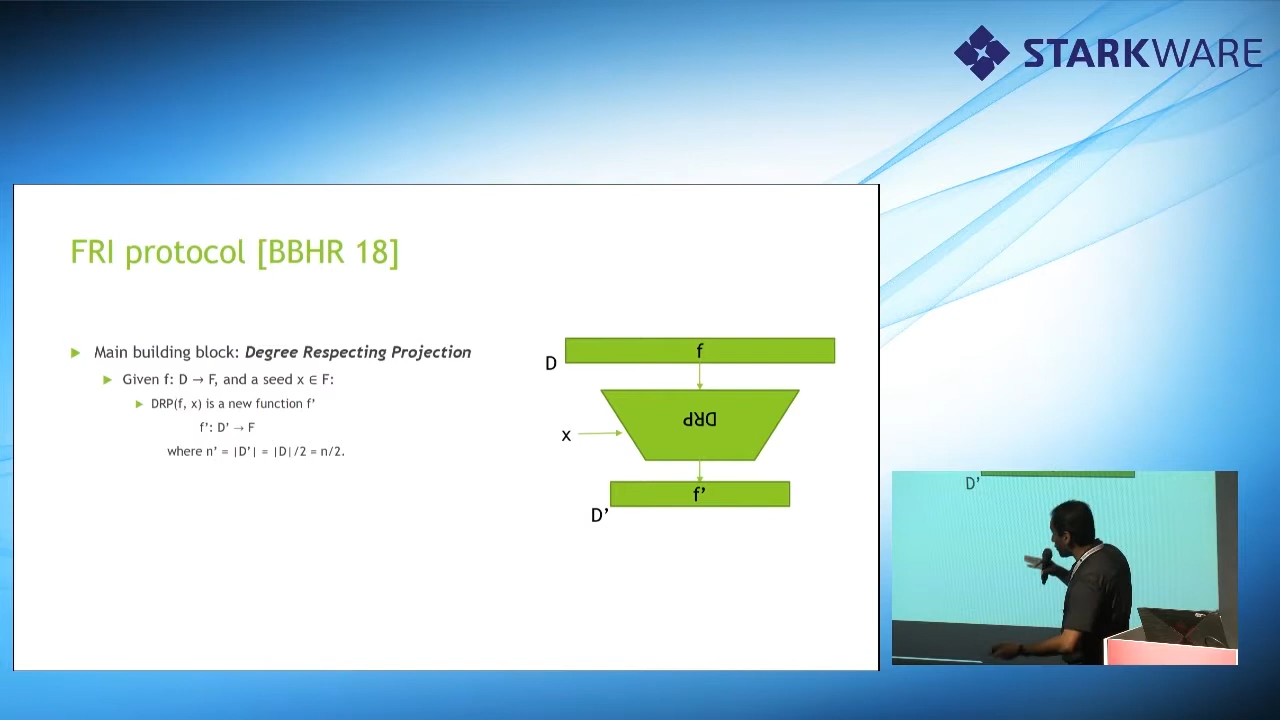 STARKWARE
FRI protocol [BBHR 18]
Main building block: Degree Respecting Projection
Given f: D → F, and a seed x ∈ F:
DRP(f, x) is a new function f’
f’: D’ → F
where n’ = |D’| = |D|/2 = n/2.
f
D
DRP
x
f’
D’
D’